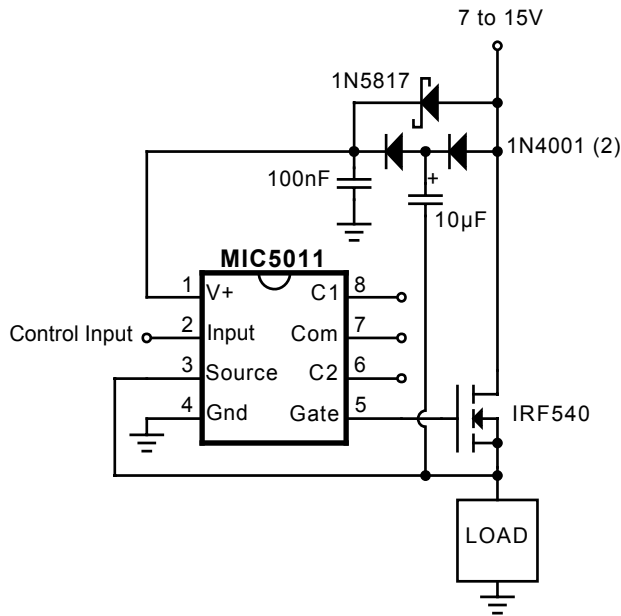 7 to 15V
1N5817
1N4001 (2)
100nF
+
10µF
MIC5011
1 V+ C1 8
Control Input 2 Input Com 7
3 Source C2 6
4 Gnd Gate 5
IRF540
LOAD